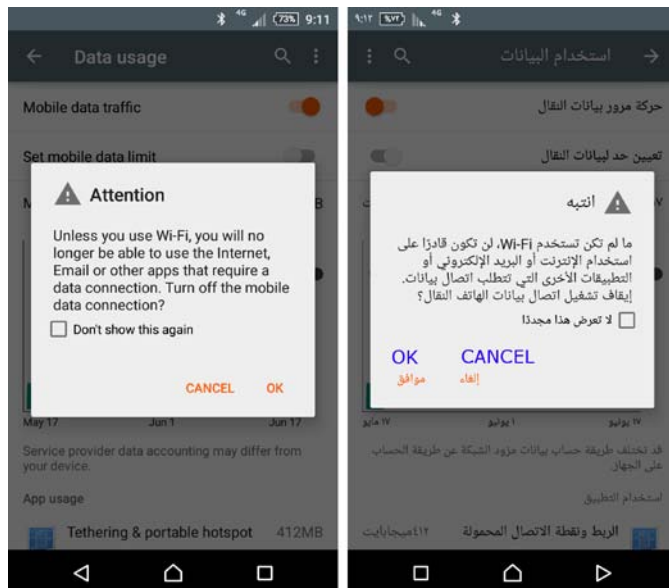 4G 73% 9:11
Data usage
Mobile data traffic
Set mobile data limit
Attention
Unless you use Wi-Fi, you will no
longer be able to use the Internet,
Email or other apps that require a
data connection. Turn off the mobile
data connection?
Don't show this again
CANCEL OK
May 17 Jun 1 Jun 17
Service provider data accounting may differ from
your device.
App usage
Tethering & portable hotspot 412MB
4G ٪٧٣ ٩:١٢
استخدام البيانات
حركة مرور بيانات النقال
تعيين حد لبيانات النقال
انتبه
ما لم تكن تستخدم Wi-Fi، لن تكون قادرًا على
استخدام الإنترنت أو البريد الإلكتروني أو
التطبيقات الأخرى التي تتطلب اتصال بيانات.
إيقاف تشغيل اتصال بيانات الهاتف النقال؟
لا تعرض هذا مجددًا
OK CANCEL
إلغاء موافق
١٧ مايو ١ يونيو ١٧ يونيو
قد تختلف طريقة حساب بيانات مزود الشبكة عن طريقة الحساب
على الجهاز.
استخدام التطبيق
الربط ونقطة الاتصال المحمولة ٤١٢ميجابايت